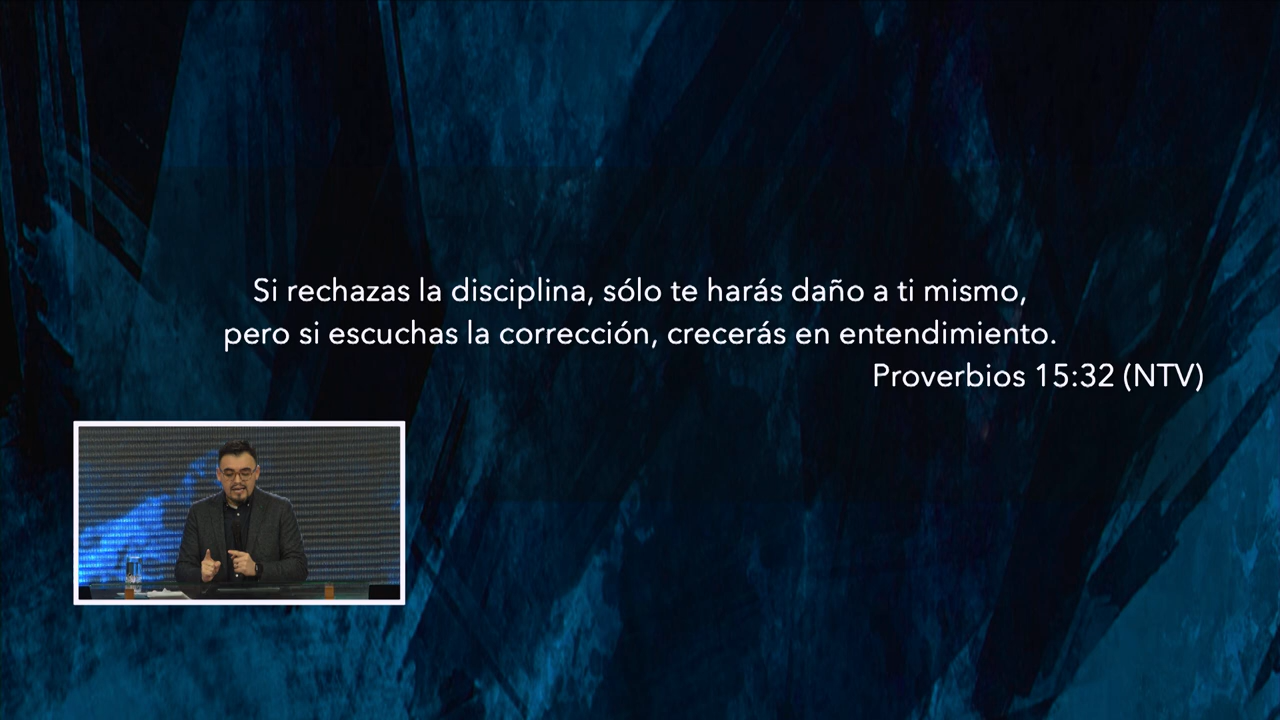 Si rechazas la disciplina, sólo te harás daño a ti mismo,
pero si escuchas la corrección, crecerás en entendimiento.
Proverbios 15:32 (NTV)